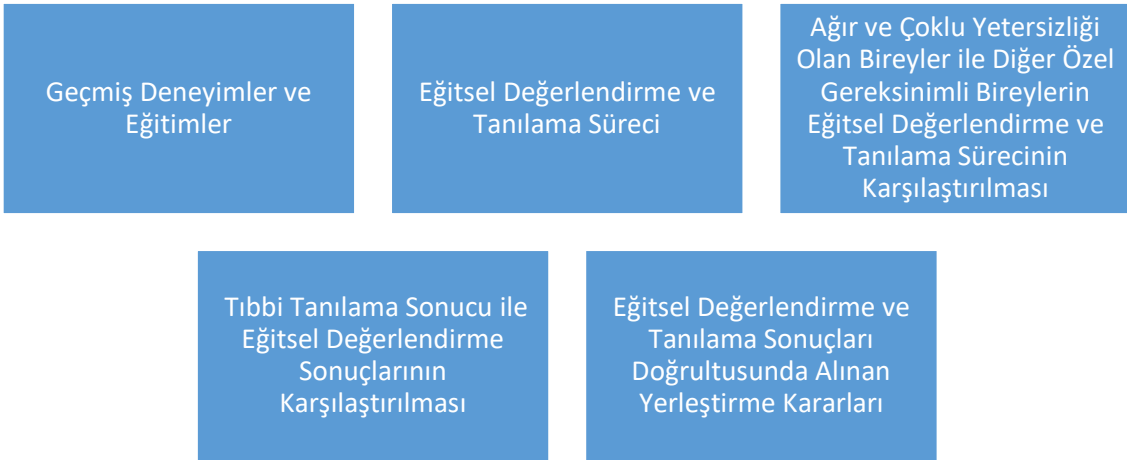 Geçmiş Deneyimler ve
Eğitimler
Eğitsel Değerlendirme ve
Tanılama Süreci
Ağır ve Çoklu Yetersizliği
Olan Bireyler ile Diğer Özel
Gereksinimli Bireylerin
Eğitsel Değerlendirme ve
Tanılama Sürecinin
Karşılaştırılması
Tıbbi Tanılama Sonucu ile
Eğitsel Değerlendirme
Sonuçlarının
Karşılaştırılması
Eğitsel Değerlendirme ve
Tanılama Sonuçları
Doğrultusunda Alınan
Yerleştirme Kararları